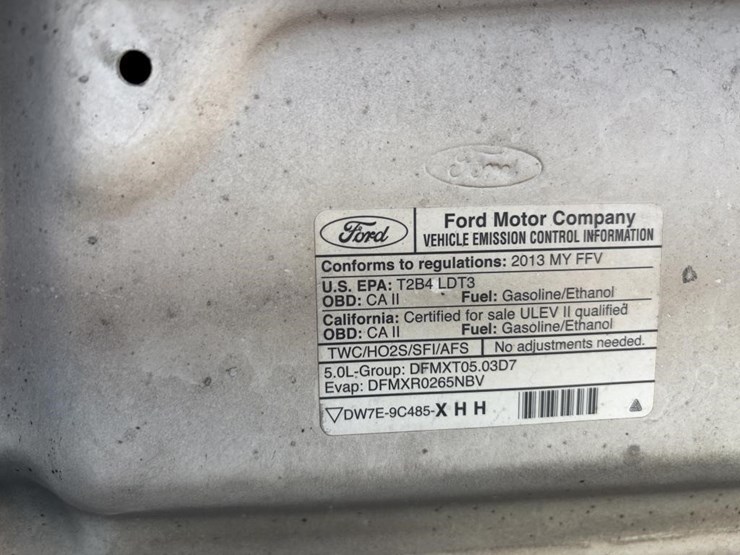 Ford
Ford
Ford Motor Company
VEHICLE EMISSION CONTROL INFORMATION
Conforms to regulations: 2013 MY FFV
U.S. EPA: T2B4 LDT3
OBD: CA II Fuel: Gasoline/Ethanol
California: Certified for sale ULEV II qualified
OBD: CA II Fuel: Gasoline/Ethanol
TWC/HO2S/SFI/AFS No adjustments needed.
5.0L-Group: DFMXT05.03D7
Evap: DFMXR0265NBV
DW7E-9C485-XHH